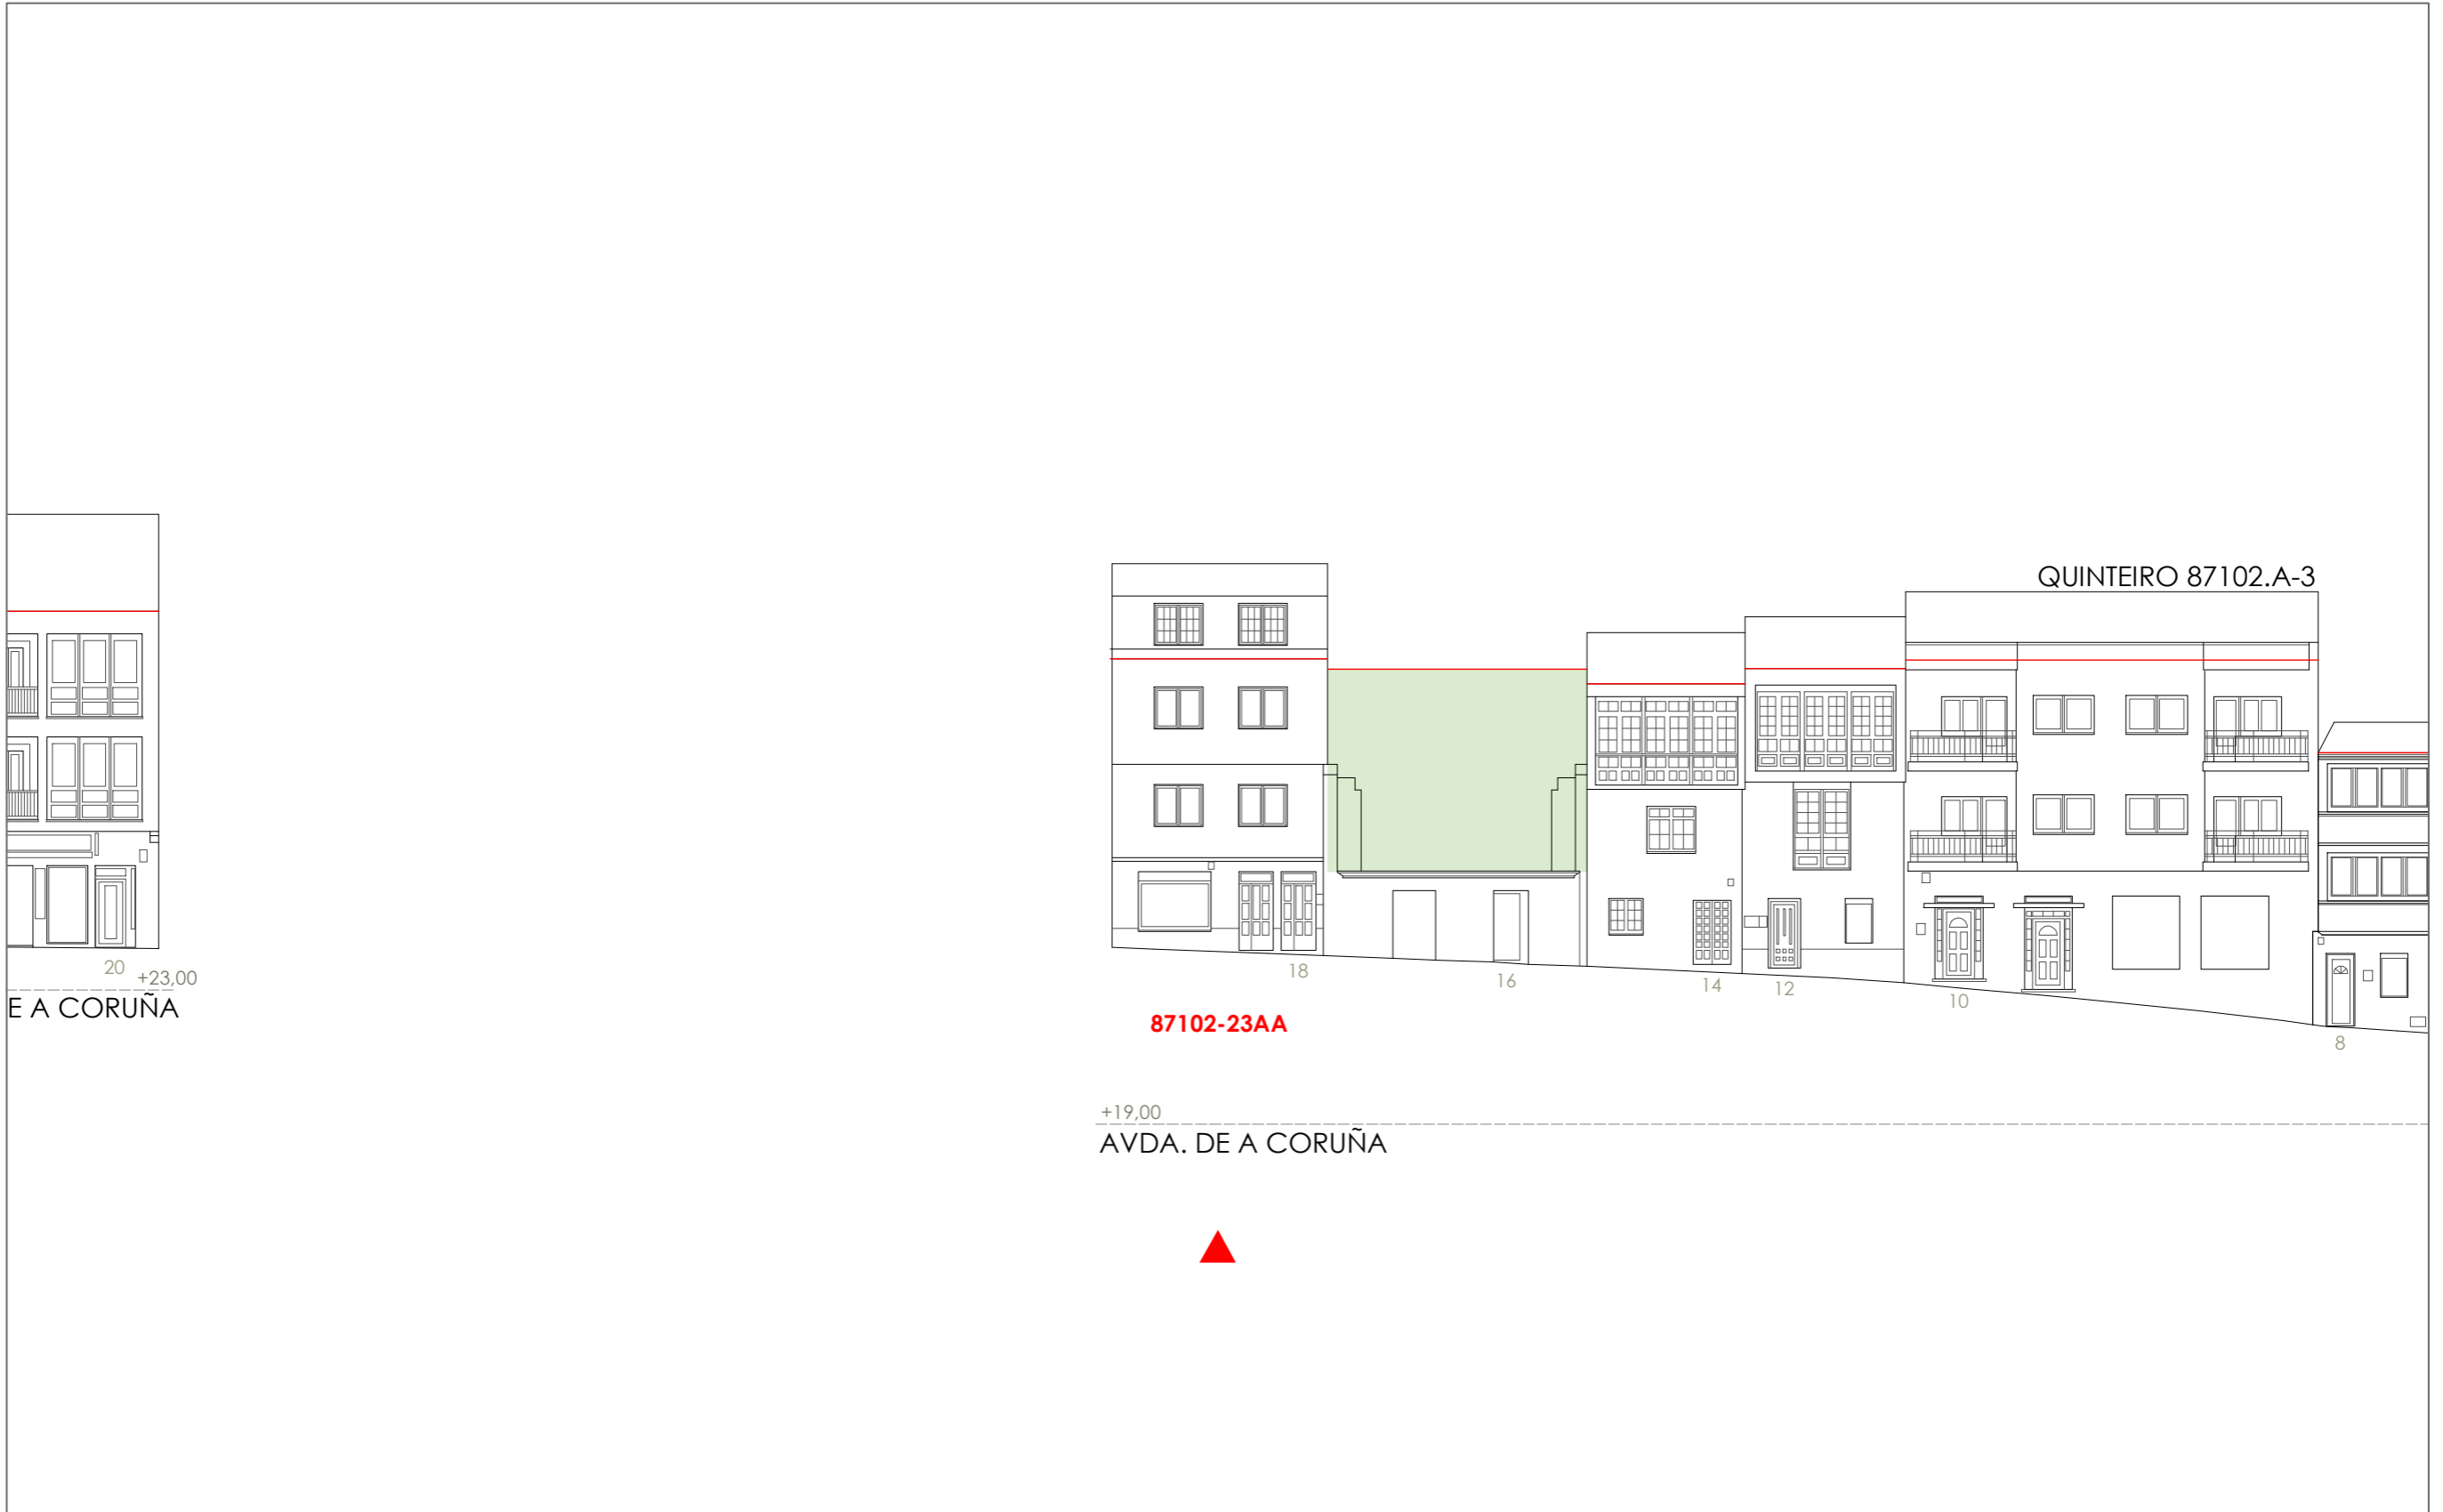 QUINTEIRO 87102.A-3
20
+23,00
E A CORUÑA
18
16
14
12
10
8
87102-23AA
+19,00
AVDA. DE A CORUÑA